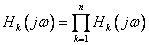 H_k(jω) = ∏_{k=1}^{n} H_k(jω)